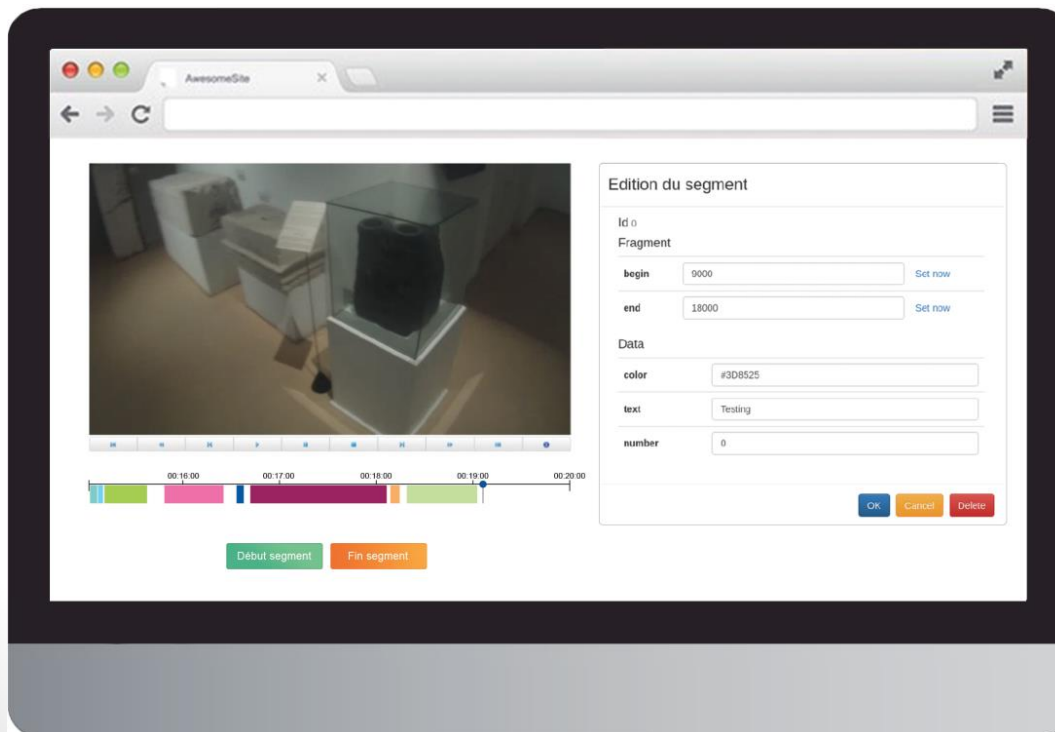 AwesomeSite
Edition du segment
Id 0
Fragment
begin 9000 Set now
end 18000 Set now
Data
color #3D8525
text Testing
number 0
OK Cancel Delete
00:16:00 00:17:00 00:18:00 00:19:00 00:20:00
Début segment Fin segment